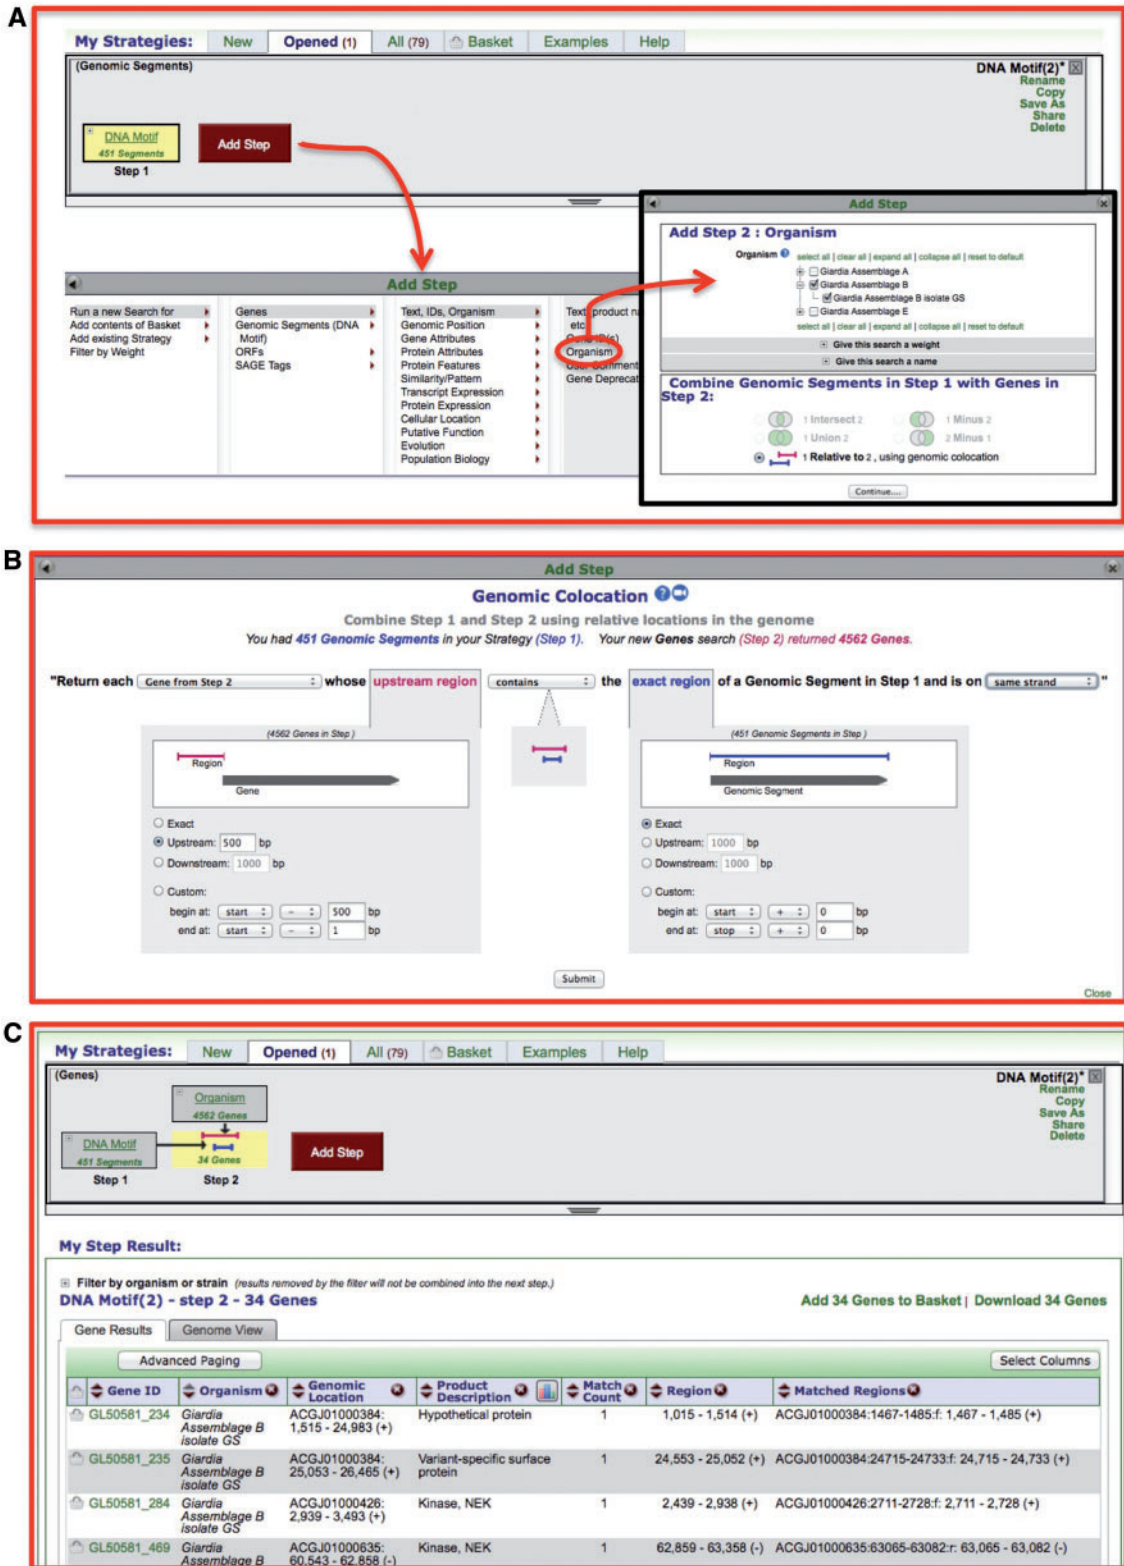 A
My Strategies: New Opened (1) All (79) Basket Examples Help
(Genomic Segments)
DNA Motif(2)*
Rename
Copy
Save As
Share
Delete
DNA Motif
451 Segments
Step 1
Add Step
Add Step
Run a new Search for
Add contents of Basket
Add existing Strategy
Filter by Weight
Genes
Genomic Segments (DNA
Motif)
ORFs
SAGE Tags
Text, IDs, Organism
Genomic Position
Gene Attributes
Protein Attributes
Protein Features
Similarity/Pattern
Transcript Expression
Protein Expression
Cellular Location
Putative Function
Evolution
Population Biology
Text, product na
etc
Organism
User Comment
Gene Deprecat
Add Step
Add Step 2 : Organism
Organism select all | clear all | expand all | collapse all | reset to default
Giardia Assemblage A
Giardia Assemblage B
Giardia Assemblage B isolate GS
Giardia Assemblage E
select all | clear all | expand all | collapse all | reset to default
Give this search a weight
Give this search a name
Combine Genomic Segments in Step 1 with Genes in
Step 2:
1 Intersect 2 1 Minus 2
1 Union 2 2 Minus 1
1 Relative to 2 , using genomic colocation
Continue....
B
Add Step
Genomic Colocation
Combine Step 1 and Step 2 using relative locations in the genome
You had 451 Genomic Segments in your Strategy (Step 1). Your new Genes search (Step 2) returned 4562 Genes.
"Return each Gene from Step 2 whose upstream region contains the exact region of a Genomic Segment in Step 1 and is on same strand "
(4562 Genes in Step )
Region
Gene
Exact
Upstream: 500 bp
Downstream: 1000 bp
Custom:
begin at: start - 500 bp
end at: start - 1 bp
(451 Genomic Segments in Step )
Region
Genomic Segment
Exact
Upstream: 1000 bp
Downstream: 1000 bp
Custom:
begin at: start + 0 bp
end at: stop + 0 bp
Submit
Close
C
My Strategies: New Opened (1) All (79) Basket Examples Help
(Genes)
DNA Motif(2)*
Rename
Copy
Save As
Share
Delete
Organism
4562 Genes
DNA Motif
451 Segments
34 Genes
Step 1 Step 2
Add Step
My Step Result:
Filter by organism or strain (results removed by the filter will not be combined into the next step.)
DNA Motif(2) - step 2 - 34 Genes
Add 34 Genes to Basket | Download 34 Genes
Gene Results Genome View
Advanced Paging Select Columns
Gene ID Organism Genomic Location Product Description Match Count Region Matched Regions
GL50581_234 Giardia ACGJ01000384: Hypothetical protein 1 1,015 - 1,514 (+) ACGJ01000384:1467-1485:f: 1,467 - 1,485 (+)
Assemblage B 1,515 - 24,983 (+)
isolate GS
GL50581_235 Giardia ACGJ01000384: Variant-specific surface 1 24,553 - 25,052 (+) ACGJ01000384:24715-24733:f: 24,715 - 24,733 (+)
Assemblage B 25,053 - 26,465 (+) protein
isolate GS
GL50581_284 Giardia ACGJ01000426: Kinase, NEK 1 2,439 - 2,938 (+) ACGJ01000426:2711-2728:f: 2,711 - 2,728 (+)
Assemblage B 2,939 - 3,493 (+)
isolate GS
GL50581_469 Giardia ACGJ01000635: Kinase, NEK 1 62,859 - 63,358 (-) ACGJ01000635:63065-63082:r: 63,065 - 63,082 (-)
Assemblage B 60,543 - 62,858 (-)